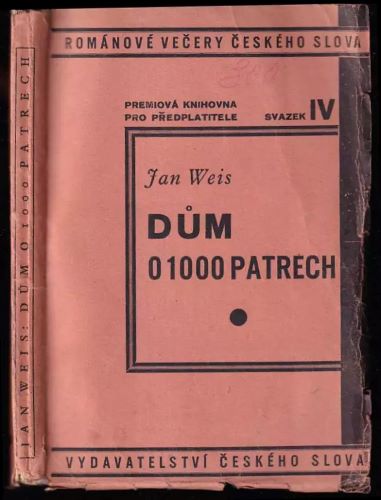 ROMÁNOVÉ VEČERY ČESKÉHO SLOVA
PREMIOVÁ KNIHOVNA
PRO PŘEDPLATITELE SVAZEK IV
Jan Weis
DŮM
O 1000 PATRECH
VYDAVATELSTVÍ ČESKÉHO SLOVA
JAN WEIS: DŮM O 1000 PATRECH